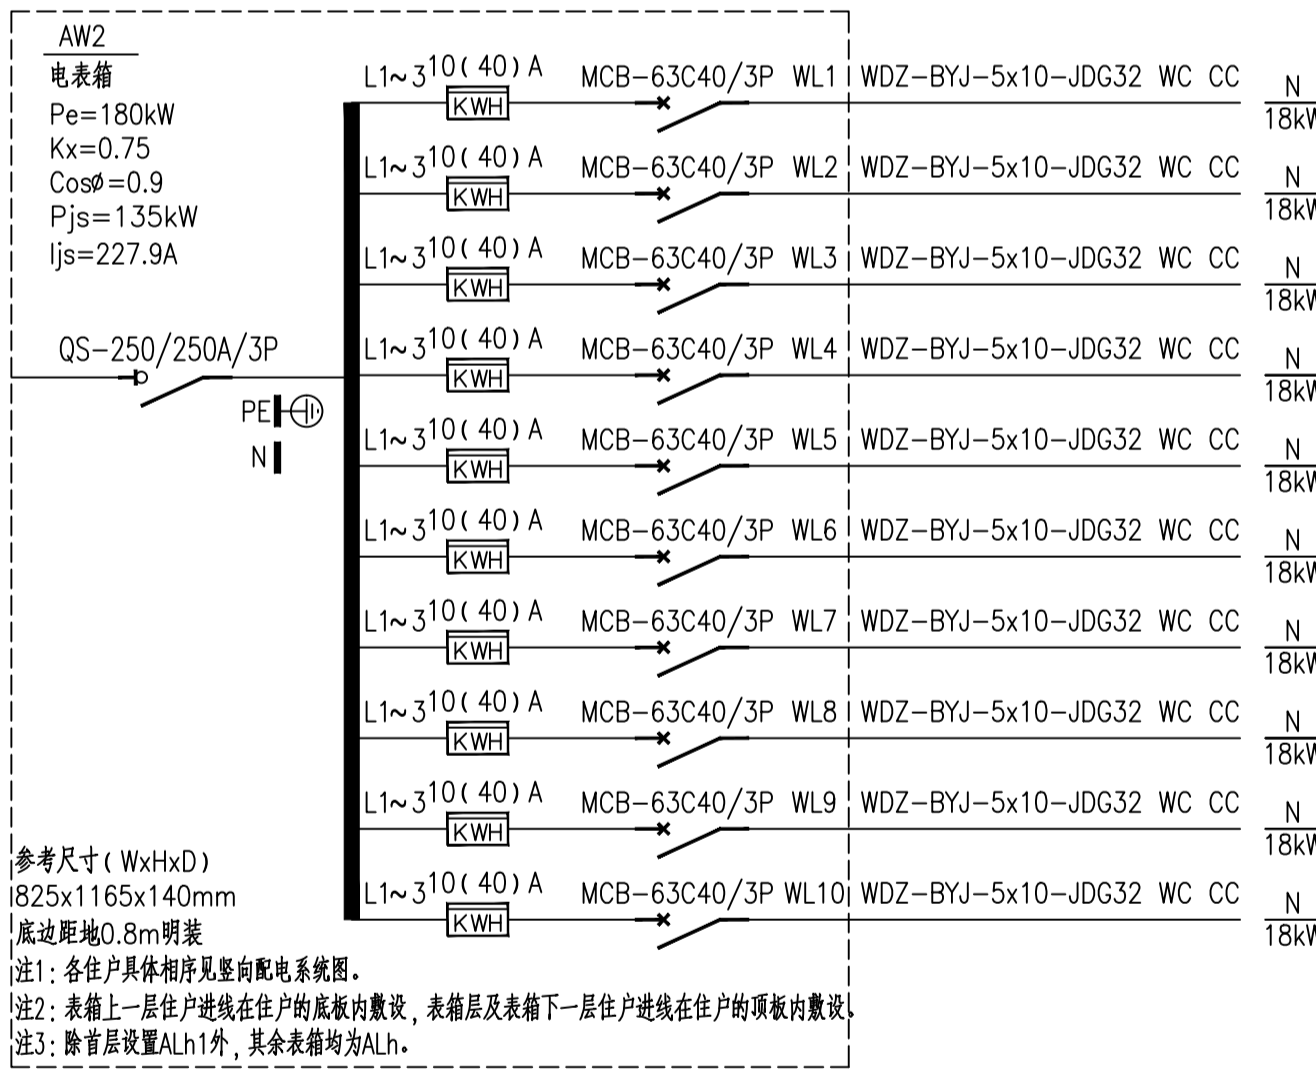 AW2
电表箱
Pe=180kW
Kx=0.75
CosØ=0.9
Pjs=135kW
Ijs=227.9A
QS-250/250A/3P
PE
N
L1~3 10(40)A KWH MCB-63C40/3P WL1 WDZ-BYJ-5x10-JDG32 WC CC N 18kW
L1~3 10(40)A KWH MCB-63C40/3P WL2 WDZ-BYJ-5x10-JDG32 WC CC N 18kW
L1~3 10(40)A KWH MCB-63C40/3P WL3 WDZ-BYJ-5x10-JDG32 WC CC N 18kW
L1~3 10(40)A KWH MCB-63C40/3P WL4 WDZ-BYJ-5x10-JDG32 WC CC N 18kW
L1~3 10(40)A KWH MCB-63C40/3P WL5 WDZ-BYJ-5x10-JDG32 WC CC N 18kW
L1~3 10(40)A KWH MCB-63C40/3P WL6 WDZ-BYJ-5x10-JDG32 WC CC N 18kW
L1~3 10(40)A KWH MCB-63C40/3P WL7 WDZ-BYJ-5x10-JDG32 WC CC N 18kW
L1~3 10(40)A KWH MCB-63C40/3P WL8 WDZ-BYJ-5x10-JDG32 WC CC N 18kW
L1~3 10(40)A KWH MCB-63C40/3P WL9 WDZ-BYJ-5x10-JDG32 WC CC N 18kW
L1~3 10(40)A KWH MCB-63C40/3P WL10 WDZ-BYJ-5x10-JDG32 WC CC N 18kW
参考尺寸(WxHxD)
825x1165x140mm
底边距地0.8m明装
注1:各住户具体相序见竖向配电系统图。
注2:表箱上一层住户进线在住户的底板内敷设,表箱层及表箱下一层住户进线在住户的顶板内敷设。
注3:除首层设置ALh1外,其余表箱均为ALh。